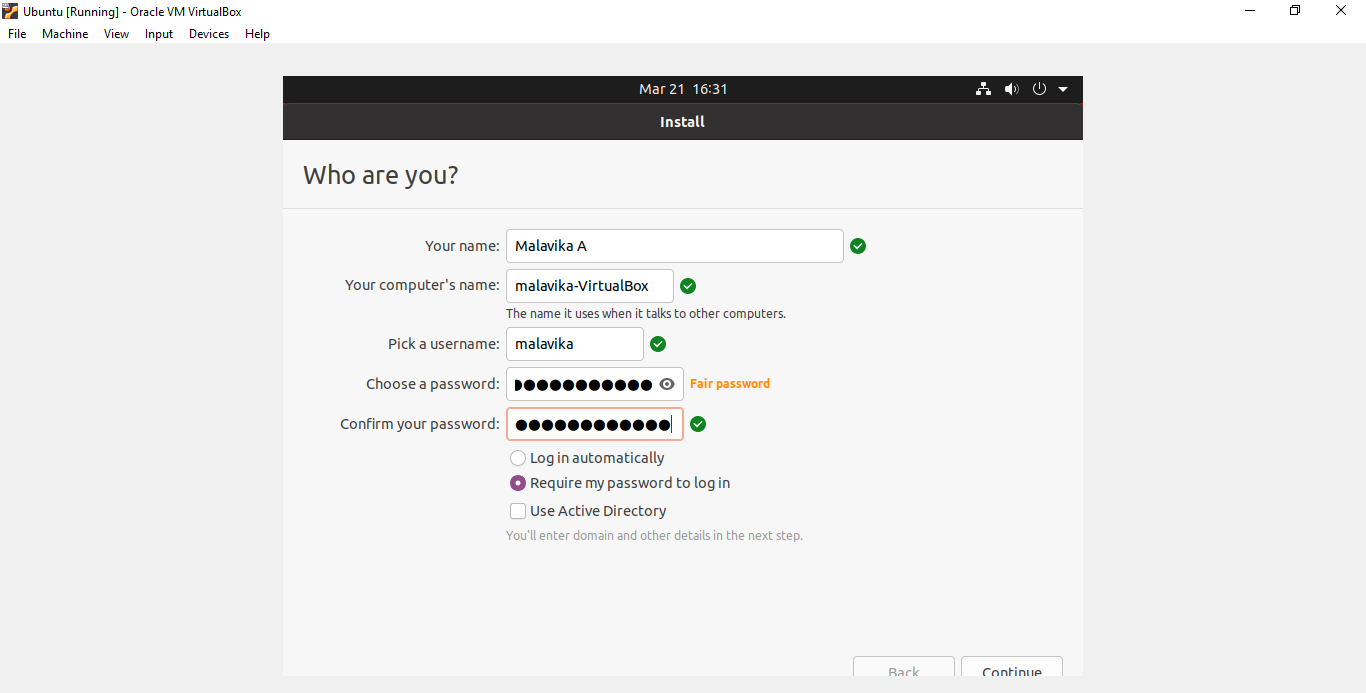 Ubuntu [Running] - Oracle VM VirtualBox
File Machine View Input Devices Help
Mar 21 16:31
Install
Who are you?
Your name: Malavika A
Your computer's name: malavika-VirtualBox
The name it uses when it talks to other computers.
Pick a username: malavika
Choose a password: Fair password
Confirm your password:
Log in automatically
Require my password to log in
Use Active Directory
You'll enter domain and other details in the next step.
Back Continue